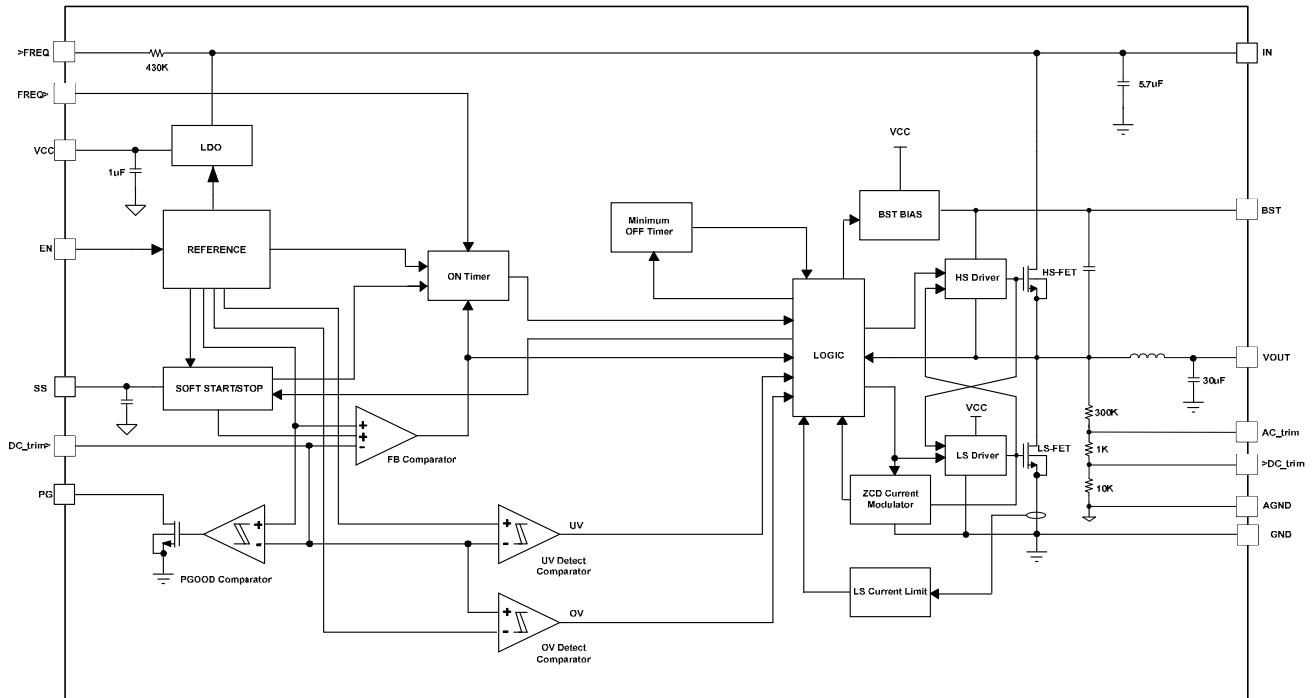 >FREQ
430K
IN
5.7uF
FREQ>
LDO
VCC
VCC
1uF
BST BIAS
BST
Minimum
OFF Timer
EN
REFERENCE
ON Timer
HS Driver
HS-FET
LOGIC
VOUT
30uF
SS
SOFT START/STOP
VCC
300K
AC_trim
DC_trim>
FB Comparator
LS Driver
LS-FET
1K
>DC_trim
PG
ZCD Current
Modulator
10K
AGND
UV
GND
PGOOD Comparator
UV Detect
Comparator
LS Current Limit
OV
OV Detect
Comparator